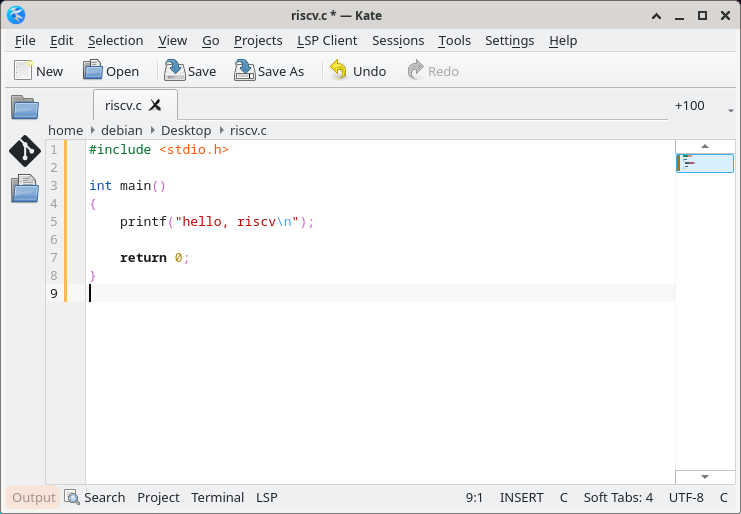 riscv.c * — Kate
File Edit Selection View Go Projects LSP Client Sessions Tools Settings Help
New Open Save Save As Undo Redo
riscv.c +100
home debian Desktop riscv.c
1 #include <stdio.h>
2
3 int main()
4 {
5     printf("hello, riscv\n");
6
7     return 0;
8 }
9
Output Search Project Terminal LSP 9:1 INSERT C Soft Tabs: 4 UTF-8 C